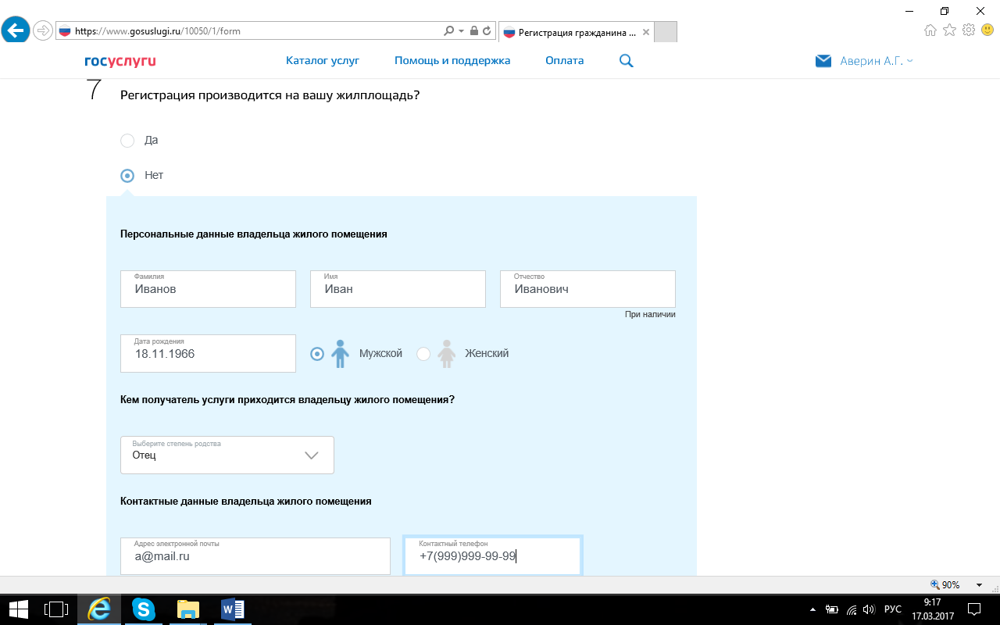 https://www.gosuslugi.ru/10050/1/form
Регистрация гражданина ...
госуслуги
Каталог услуг
Помощь и поддержка
Оплата
Аверин А.Г.
7
Регистрация производится на вашу жилплощадь?
Да
Нет
Персональные данные владельца жилого помещения
Фамилия
Иванов
Имя
Иван
Отчество
Иванович
При наличии
Дата рождения
18.11.1966
Мужской
Женский
Кем получатель услуги приходится владельцу жилого помещения?
Выберите степень родства
Отец
Контактные данные владельца жилого помещения
Адрес электронной почты
a@mail.ru
Контактный телефон
+7(999)999-99-99
90%
РУС
9:17
17.03.2017